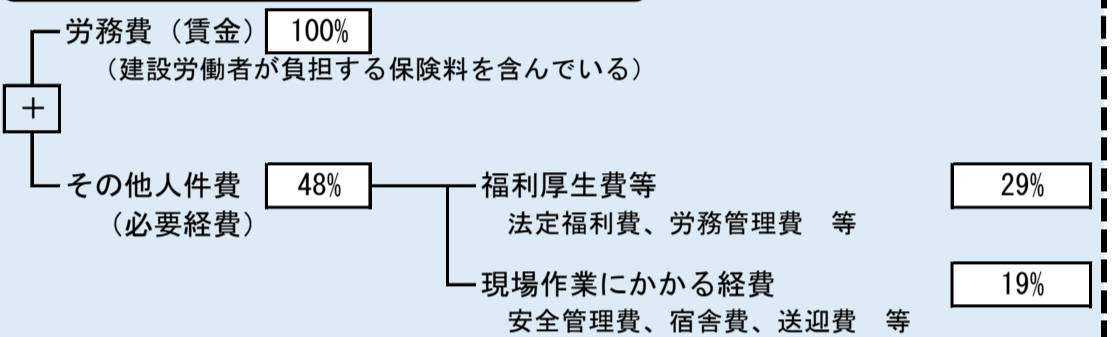 労務費（賃金） 100%
（建設労働者が負担する保険料を含んでいる）
＋
その他人件費 48% 福利厚生費等 29%
（必要経費） 法定福利費、労務管理費　等
現場作業にかかる経費 19%
安全管理費、宿舎費、送迎費　等